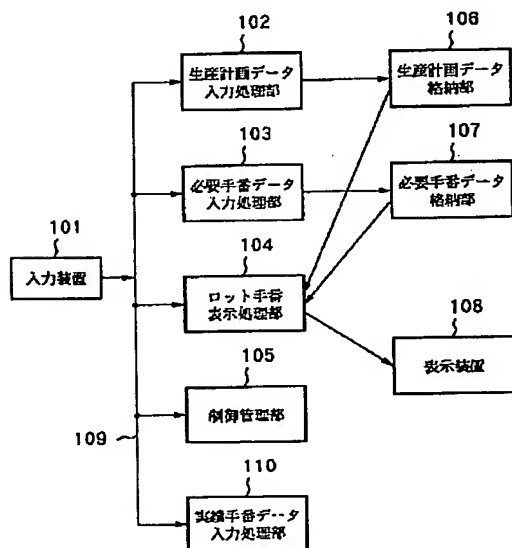 102
生産計画データ
入力処理部
106
生産計画データ
格納部
103
必要手番データ
入力処理部
107
必要手番データ
格納部
101
入力装置
104
ロット手番
表示処理部
108
表示装置
105
制御管理部
109
110
実績手番データ
入力処理部